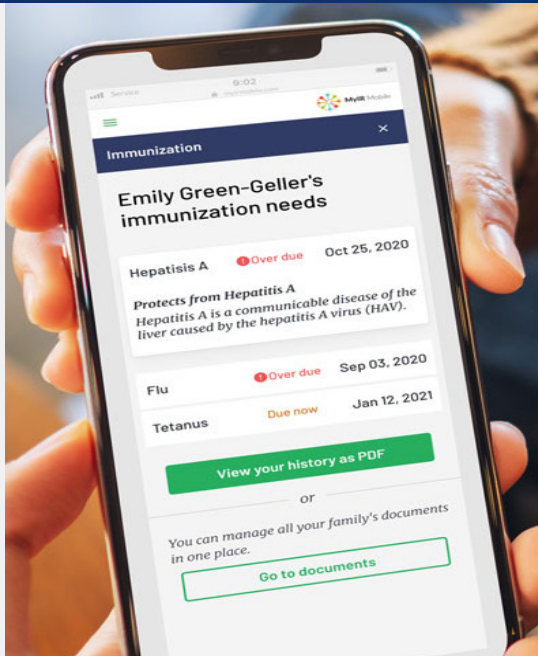 Service
9:02
myirmobile.com
MyIR Mobile
Immunization
Emily Green-Geller's
immunization needs
Hepatisis A Over due Oct 25, 2020
Protects from Hepatitis A
Hepatitis A is a communicable disease of the
liver caused by the hepatitis A virus (HAV).
Flu Over due Sep 03, 2020
Tetanus Due now Jan 12, 2021
View your history as PDF
or
You can manage all your family's documents
in one place.
Go to documents